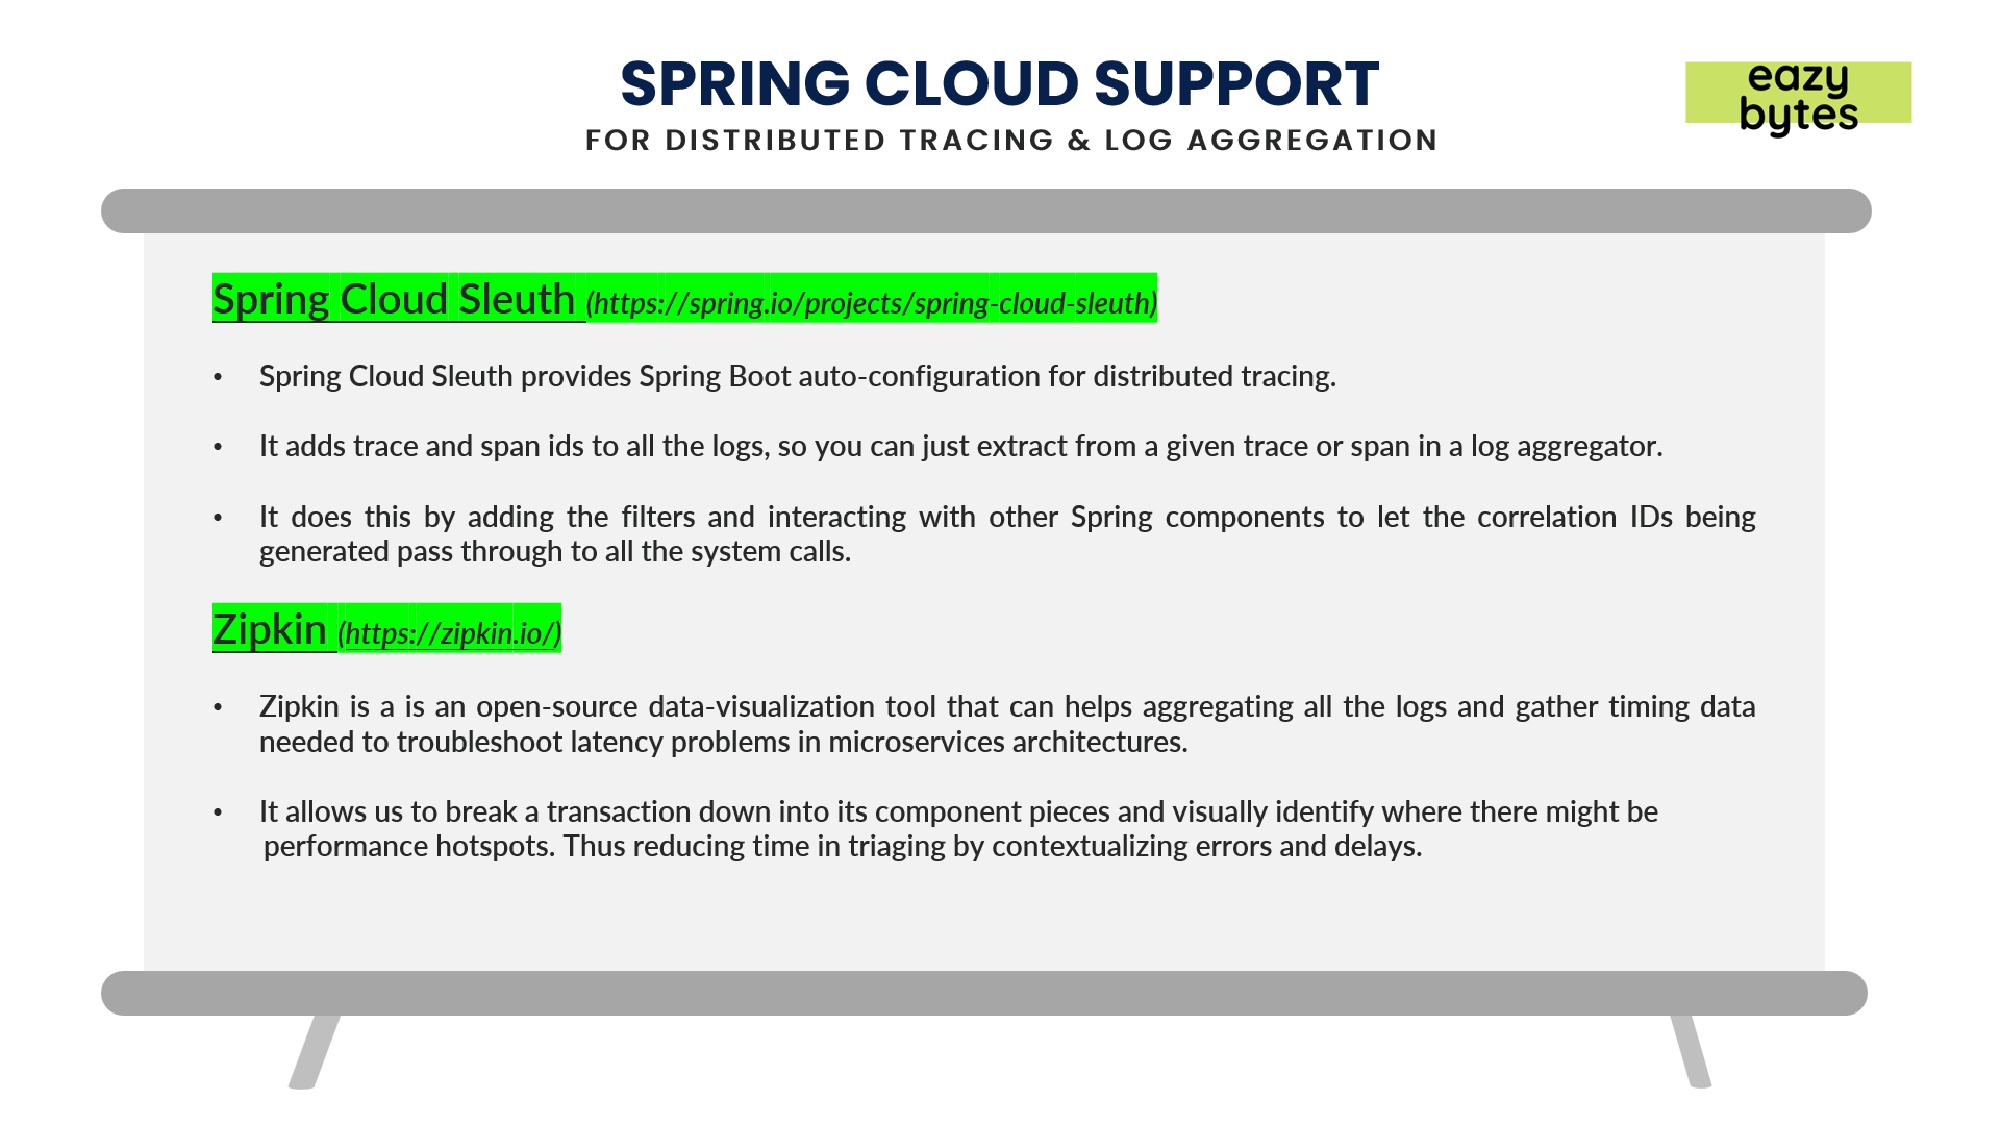 SPRING CLOUD SUPPORT
FOR DISTRIBUTED TRACING & LOG AGGREGATION
eazy
bytes
Spring Cloud Sleuth (https://spring.io/projects/spring-cloud-sleuth)
• Spring Cloud Sleuth provides Spring Boot auto-configuration for distributed tracing.
• It adds trace and span ids to all the logs, so you can just extract from a given trace or span in a log aggregator.
• It does this by adding the filters and interacting with other Spring components to let the correlation IDs being
generated pass through to all the system calls.
Zipkin (https://zipkin.io/)
• Zipkin is a is an open-source data-visualization tool that can helps aggregating all the logs and gather timing data
needed to troubleshoot latency problems in microservices architectures.
• It allows us to break a transaction down into its component pieces and visually identify where there might be
performance hotspots. Thus reducing time in triaging by contextualizing errors and delays.